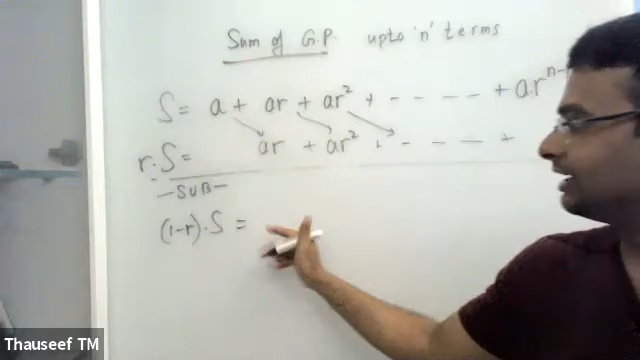 Sum of G.P. upto 'n' terms
S = a + ar + ar² + - - - - + arⁿ⁻
r.S = ar + ar² + - - - +
- SUB -
(1-r).S =
Thauseef TM